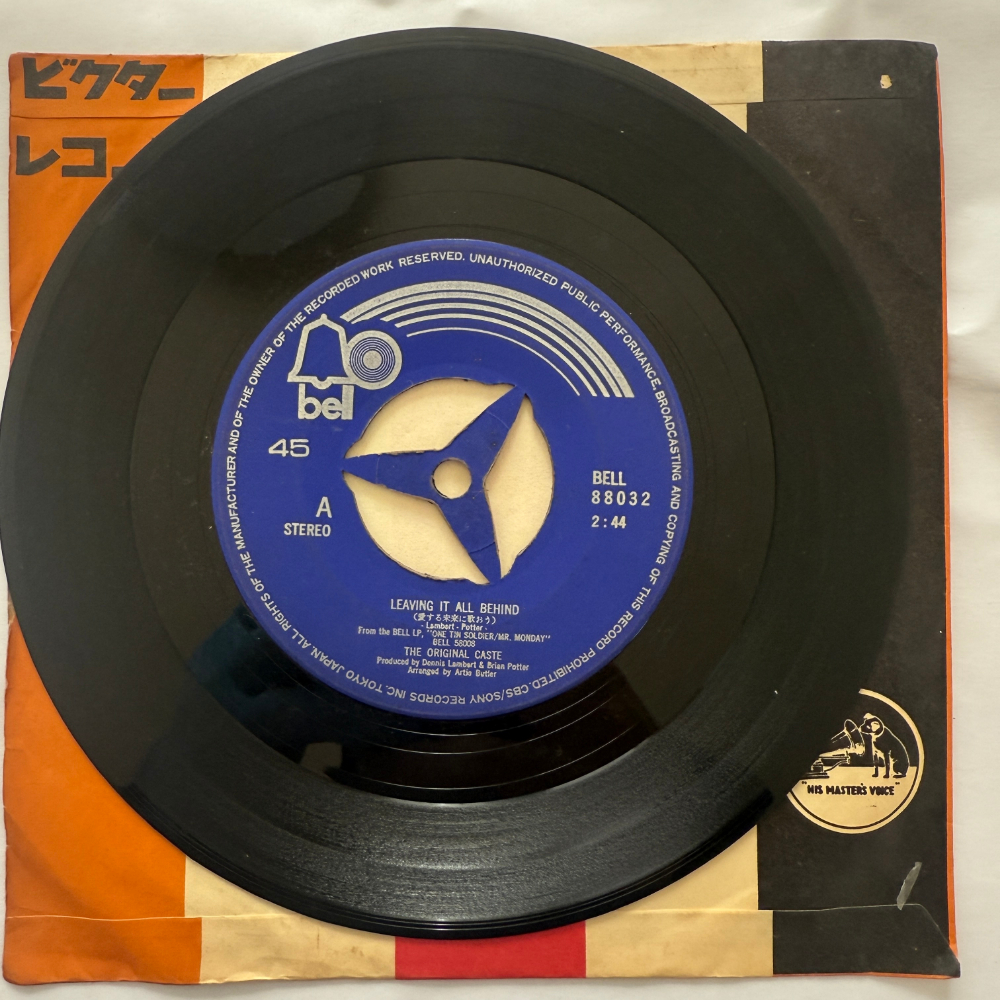 ビクター
レコー
ALL RIGHTS OF THE MANUFACTURER AND OF THE OWNER OF THE RECORDED WORK RESERVED. UNAUTHORIZED PUBLIC PERFORMANCE, BROADCASTING AND COPYING OF THIS RECORD PROHIBITED. CBS/SONY RECORDS INC. TOKYO JAPAN.
bell
45
A
STEREO
BELL
88032
2:44
LEAVING IT ALL BEHIND
(愛する未来に歌おう)
- Lambert - Potter -
From the BELL LP, "ONE TIN SOLDIER/MR. MONDAY"
BELL 58008
THE ORIGINAL CASTE
Produced by Dennis Lambert & Brian Potter
Arranged by Artie Butler
"HIS MASTER'S VOICE"